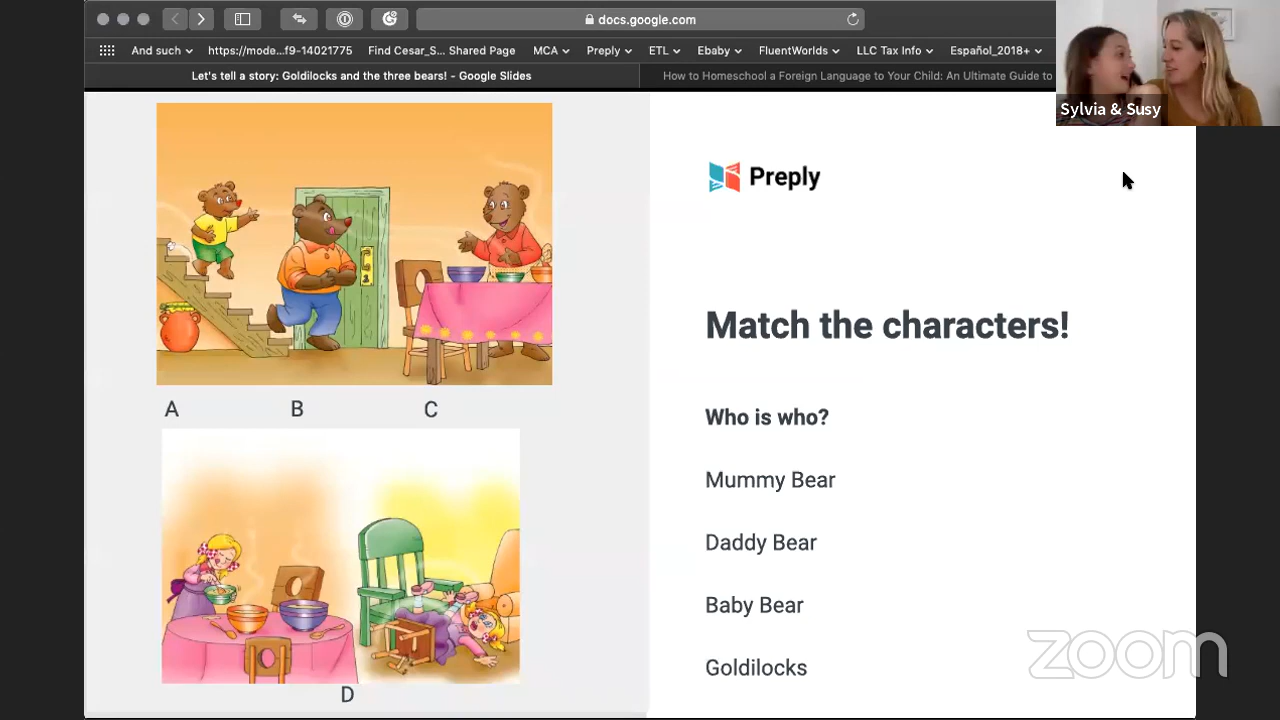 docs.google.com
And such
https://mode...f9-14021775
Find Cesar_S... Shared Page
MCA
Preply
ETL
Ebaby
FluentWorlds
LLC Tax Info
Español_2018+
Let's tell a story: Goldilocks and the three bears! - Google Slides
How to Homeschool a Foreign Language to Your Child: An Ultimate Guide to
Sylvia & Susy
Preply
Match the characters!
A B C
Who is who?
Mummy Bear
Daddy Bear
Baby Bear
Goldilocks
D
zoom